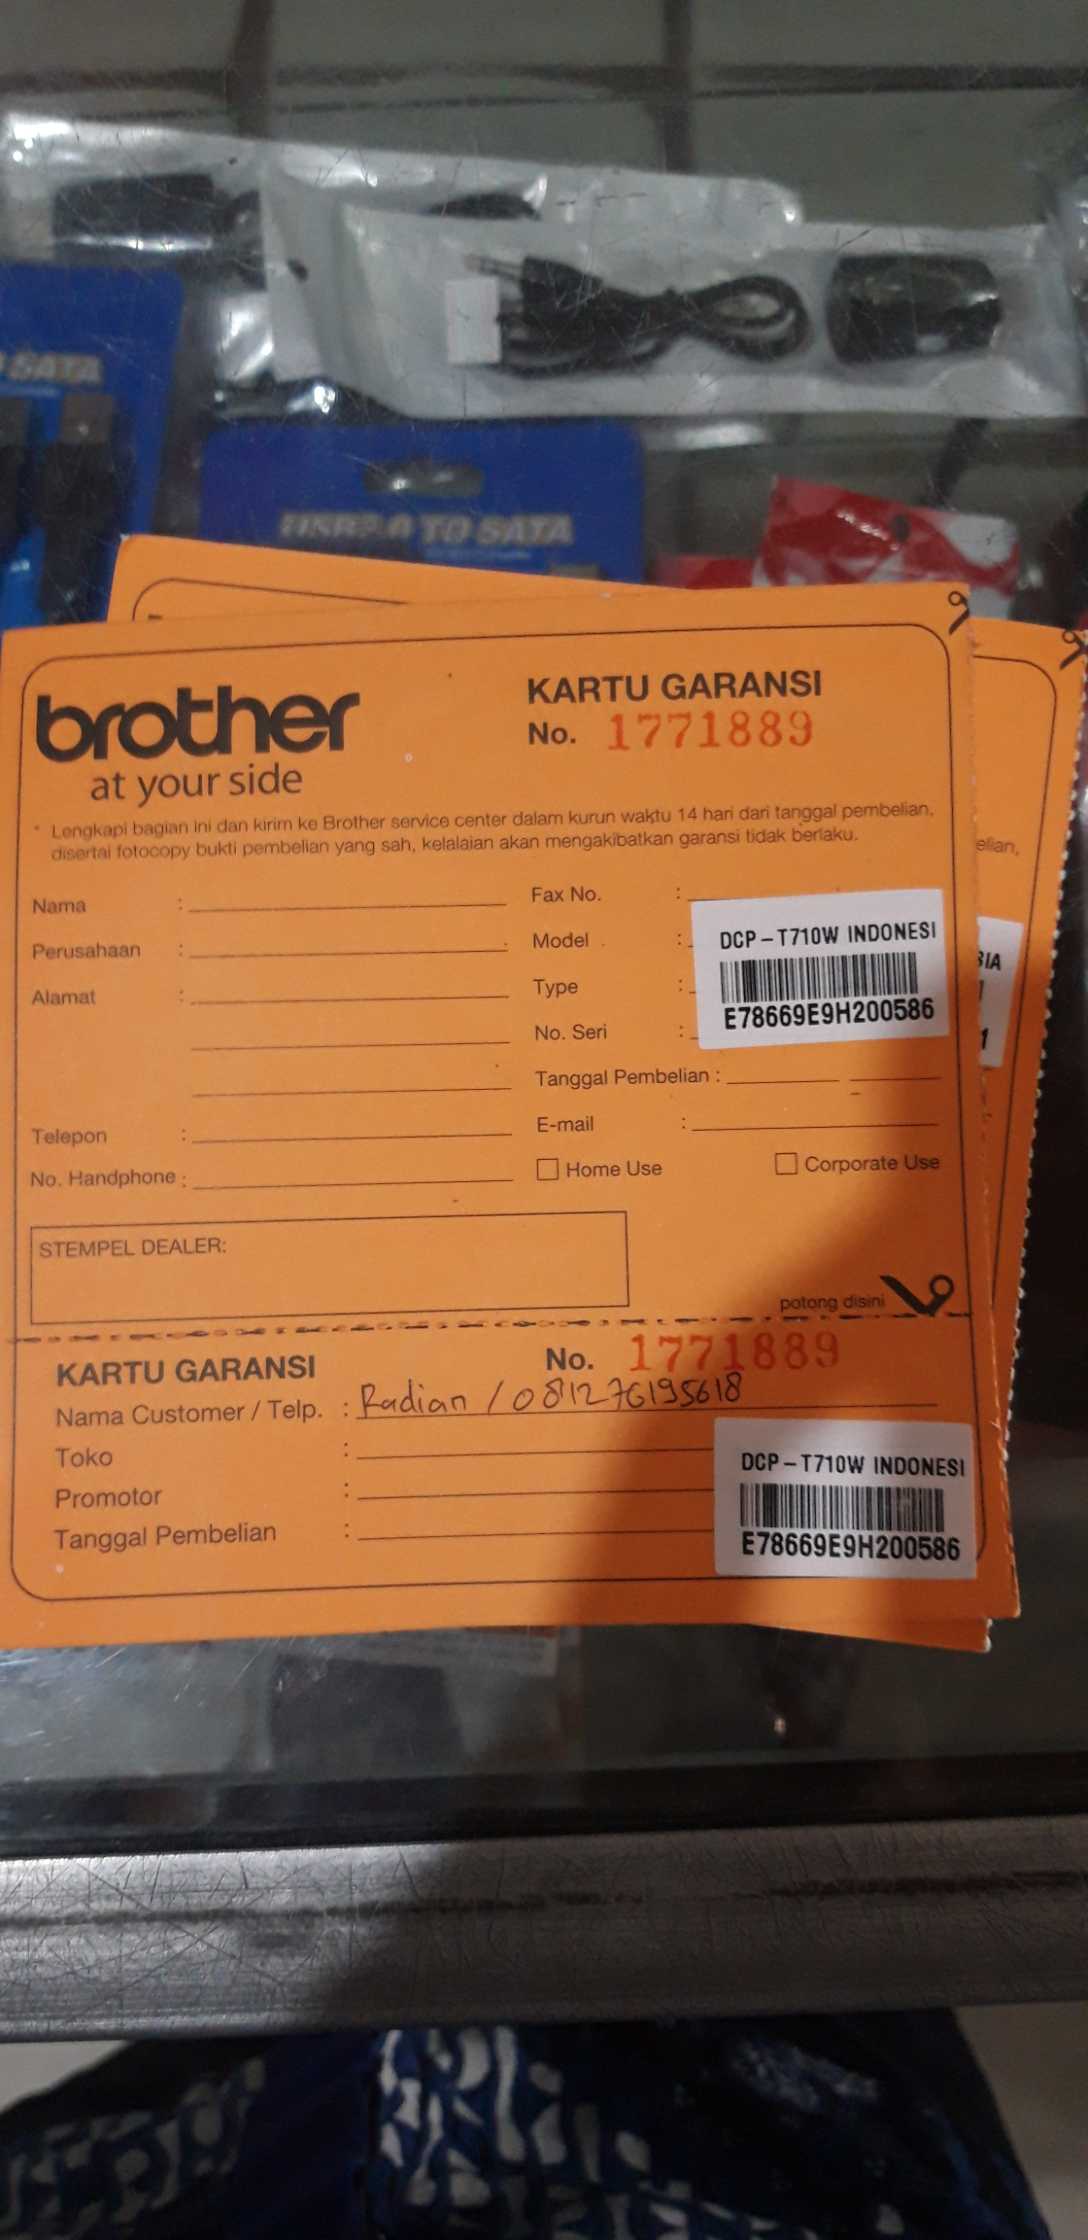 SATA
USB2.0 TO SATA
brother
at your side
KARTU GARANSI
No. 1771889
* Lengkapi bagian ini dan kirim ke Brother service center dalam kurun waktu 14 hari dari tanggal pembelian,
disertai fotocopy bukti pembelian yang sah, kelalaian akan mengakibatkan garansi tidak berlaku.
elian,
Nama :
Perusahaan :
Alamat :
Telepon :
No. Handphone :
Fax No. :
Model :
Type :
No. Seri :
Tanggal Pembelian :
E-mail :
Home Use
Corporate Use
DCP-T710W INDONESI
E78669E9H200586
STEMPEL DEALER:
potong disini
KARTU GARANSI
No. 1771889
Nama Customer / Telp. : Radian / 081276195618
Toko :
Promotor :
Tanggal Pembelian :
DCP-T710W INDONESI
E78669E9H200586